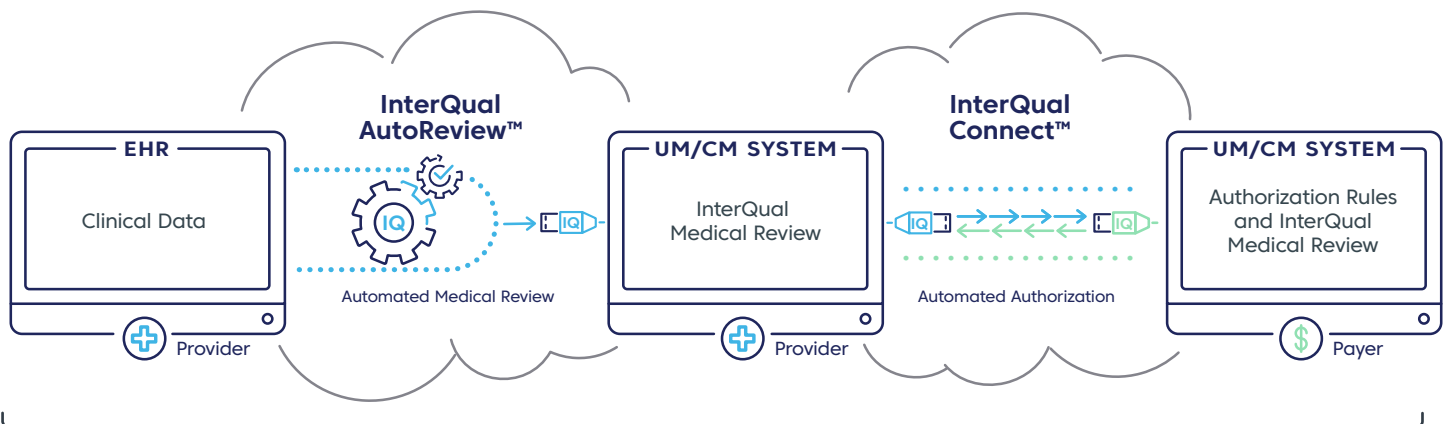 InterQual
AutoReview™
InterQual
Connect™
EHR
UM/CM SYSTEM
UM/CM SYSTEM
Clinical Data
IQ
IQ
InterQual
Medical Review
IQ
IQ
Authorization Rules
and InterQual
Medical Review
Automated Medical Review
Automated Authorization
Provider
Provider
$
Payer